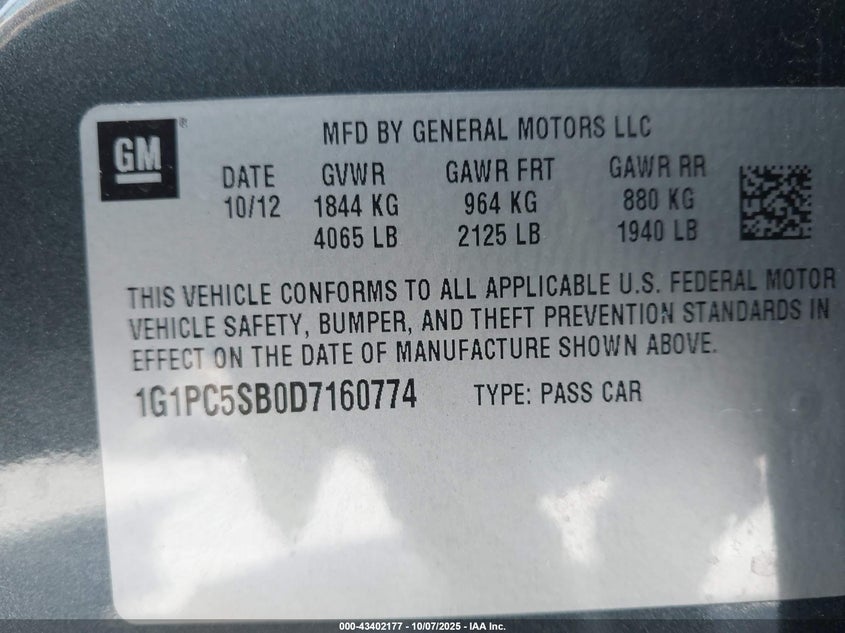 GM®
MFD BY GENERAL MOTORS LLC
DATE GVWR GAWR FRT GAWR RR
10/12 1844 KG 964 KG 880 KG
4065 LB 2125 LB 1940 LB
THIS VEHICLE CONFORMS TO ALL APPLICABLE U.S. FEDERAL MOTOR
VEHICLE SAFETY, BUMPER, AND THEFT PREVENTION STANDARDS IN
EFFECT ON THE DATE OF MANUFACTURE SHOWN ABOVE.
1G1PC5SB0D7160774 TYPE: PASS CAR
000-43402177 - 10/07/2025 - IAA Inc.